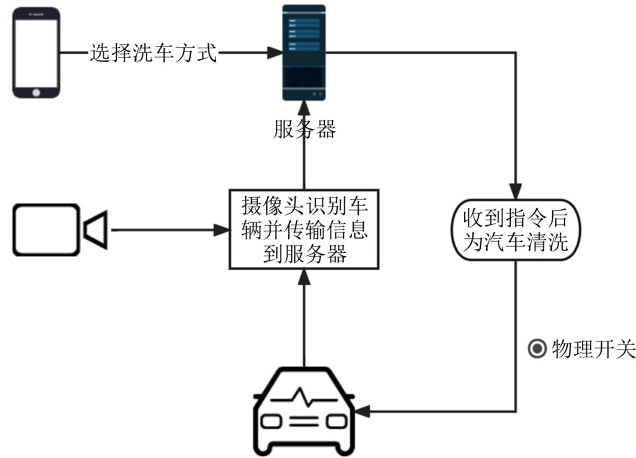 选择洗车方式
服务器
摄像头识别车
辆并传输信息
到服务器
收到指令后
为汽车清洗
物理开关